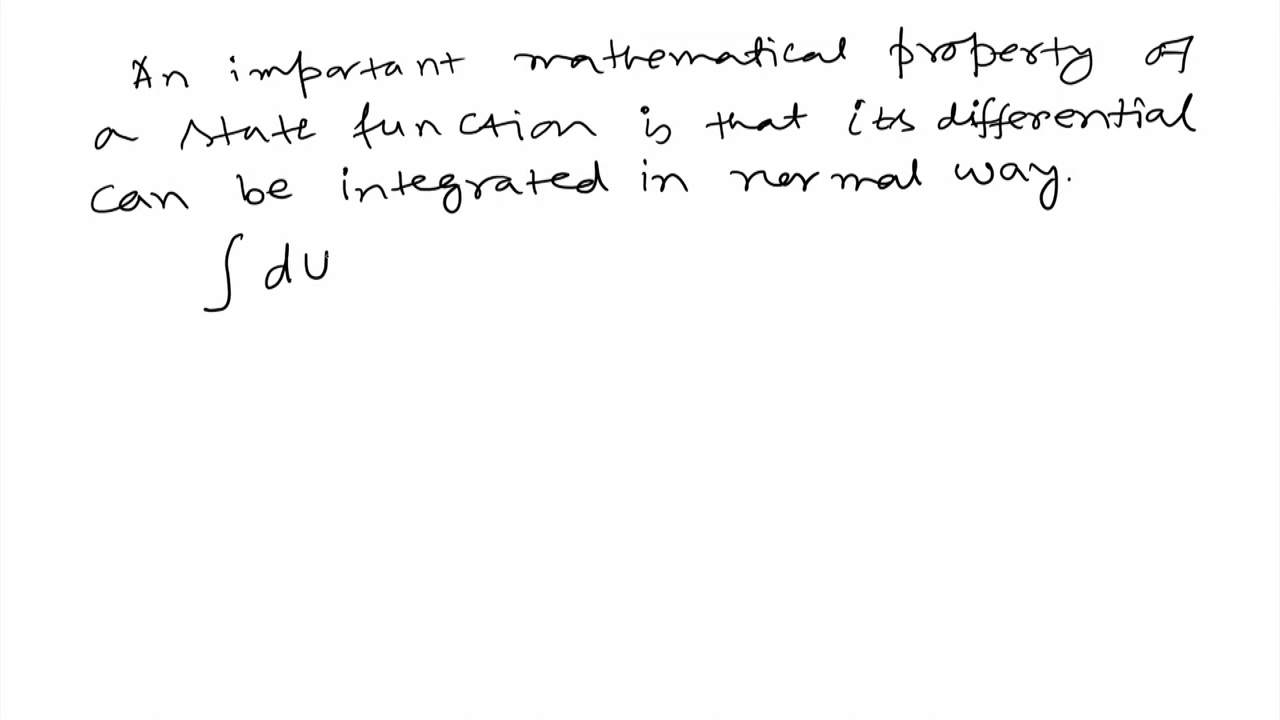 An important mathematical property of
a state function is that its differential
can be integrated in normal way.
∫ dU